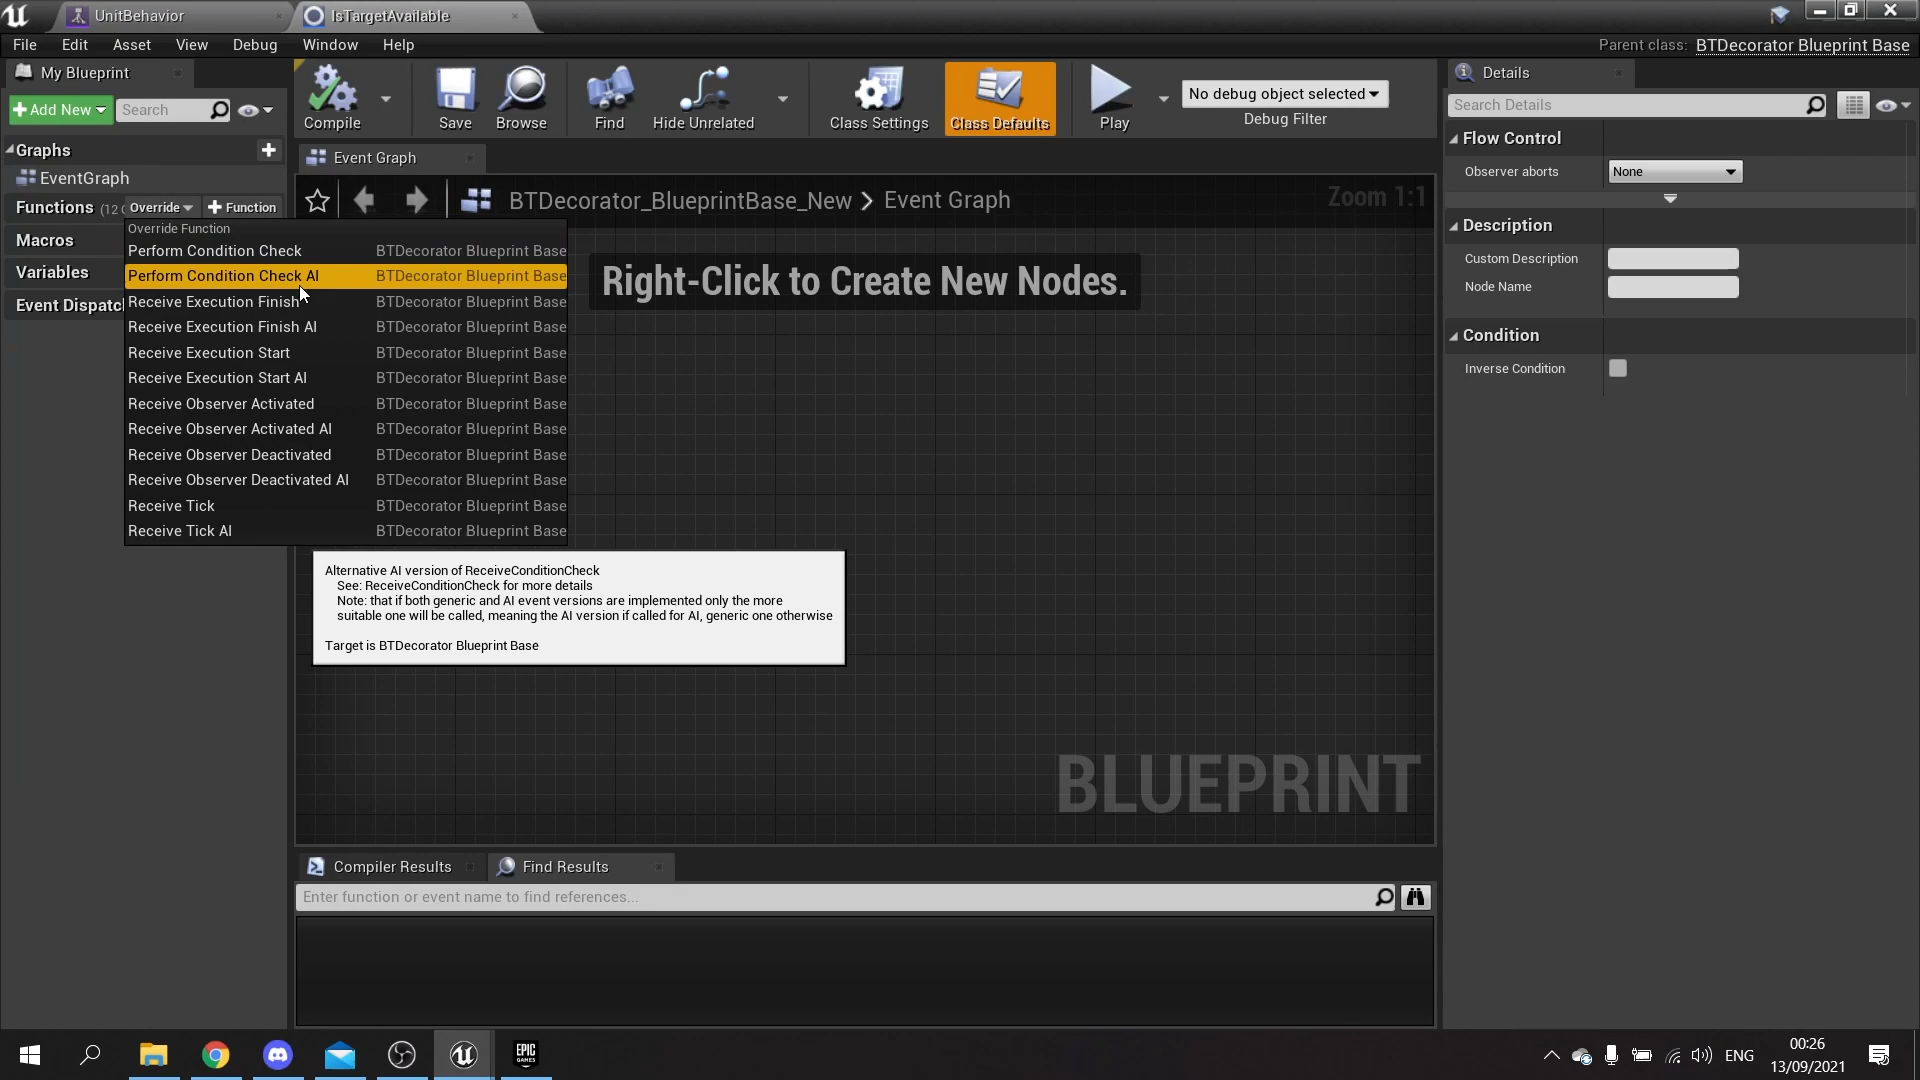 UnitBehavior
IsTargetAvailable
File Edit Asset View Debug Window Help
Parent class: BTDecorator Blueprint Base
My Blueprint
Add New
Search
Graphs
EventGraph
Functions (12 O
Override
Function
Macros
Variables
Event Dispatc
Override Function
Perform Condition Check BTDecorator Blueprint Base
Perform Condition Check AI BTDecorator Blueprint Base
Receive Execution Finish BTDecorator Blueprint Base
Receive Execution Finish AI BTDecorator Blueprint Base
Receive Execution Start BTDecorator Blueprint Base
Receive Execution Start AI BTDecorator Blueprint Base
Receive Observer Activated BTDecorator Blueprint Base
Receive Observer Activated AI BTDecorator Blueprint Base
Receive Observer Deactivated BTDecorator Blueprint Base
Receive Observer Deactivated AI BTDecorator Blueprint Base
Receive Tick BTDecorator Blueprint Base
Receive Tick AI BTDecorator Blueprint Base
Compile
Save
Browse
Find
Hide Unrelated
Class Settings
Class Defaults
Play
No debug object selected
Debug Filter
Event Graph
BTDecorator_BlueprintBase_New > Event Graph
Zoom 1:1
Right-Click to Create New Nodes.
Alternative AI version of ReceiveConditionCheck
See: ReceiveConditionCheck for more details
Note: that if both generic and AI event versions are implemented only the more
suitable one will be called, meaning the AI version if called for AI, generic one otherwise
Target is BTDecorator Blueprint Base
BLUEPRINT
Compiler Results
Find Results
Enter function or event name to find references...
Details
Search Details
Flow Control
Observer aborts None
Description
Custom Description
Node Name
Condition
Inverse Condition
EPIC
GAMES
ENG
00:26
13/09/2021